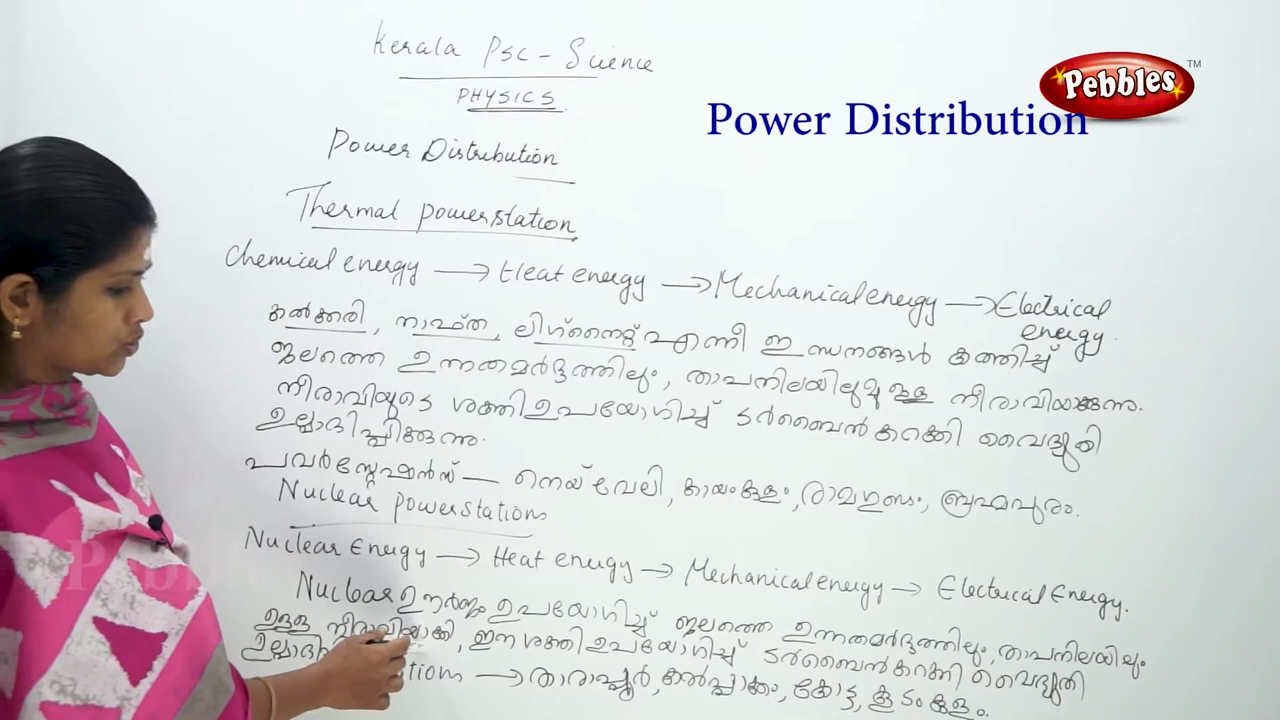 Kerala PSC - Science
PHYSICS
Pebbles TM
Power Distribution
Power Distribution
Thermal powerstation
Chemical energy → Heat energy → Mechanical energy → Electrical energy.
കൽക്കരി, നാഫ്ത, ലിഗ്നൈറ്റ് എന്നീ ഇന്ധനങ്ങൾ കത്തിച്ച്
ജലത്തെ ഉന്നതമർദ്ദത്തിലും, താപനിലയിലുമുള്ള നീരാവിയാക്കുന്നു.
നീരാവിയുടെ ശക്തി ഉപയോഗിച്ച് ടർബൈൻ കറക്കി വൈദ്യുതി
ഉല്പാദിപ്പിക്കുന്നു.
പവർസ്റ്റേഷൻസ് — നെയ് വേലി, കായംകുളം, രാമഗുണ്ടം, ബ്രഹ്മപുരം.
Nuclear powerstations
Nuclear Energy → Heat energy → Mechanical energy → Electrical Energy.
Nuclear ഊർജം ഉപയോഗിച്ച് ജലത്തെ ഉന്നതമർദ്ദത്തിലും, താപനിലയിലും
ഉള്ള നീരാവിയാക്കി, ഈ ശക്തി ഉപയോഗിച്ച് ടർബൈൻ കറക്കി വൈദ്യുതി
→ താരാപ്പൂർ, കൽപ്പാക്കം, കോട്ട, കൂടംകുളം.